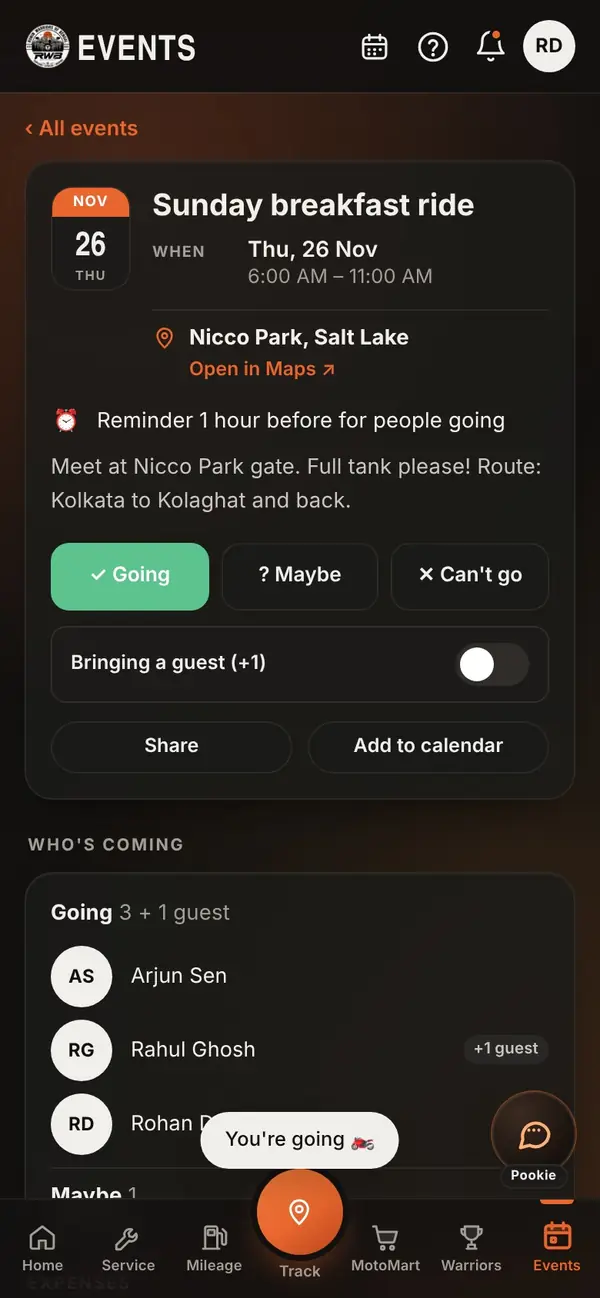 RWB
EVENTS
RD
‹ All events
NOV
26
THU
Sunday breakfast ride
WHEN
Thu, 26 Nov
6:00 AM – 11:00 AM
Nicco Park, Salt Lake
Open in Maps ↗
⏰ Reminder 1 hour before for people going
Meet at Nicco Park gate. Full tank please! Route:
Kolkata to Kolaghat and back.
✓ Going
? Maybe
✕ Can't go
Bringing a guest (+1)
Share
Add to calendar
WHO'S COMING
Going 3 + 1 guest
AS
Arjun Sen
RG
Rahul Ghosh
+1 guest
RD
Rohan
You're going 🏍️
Pookie
Maybe 1
Home
Service
Mileage
Track
MotoMart
Warriors
Events
EXPENSES